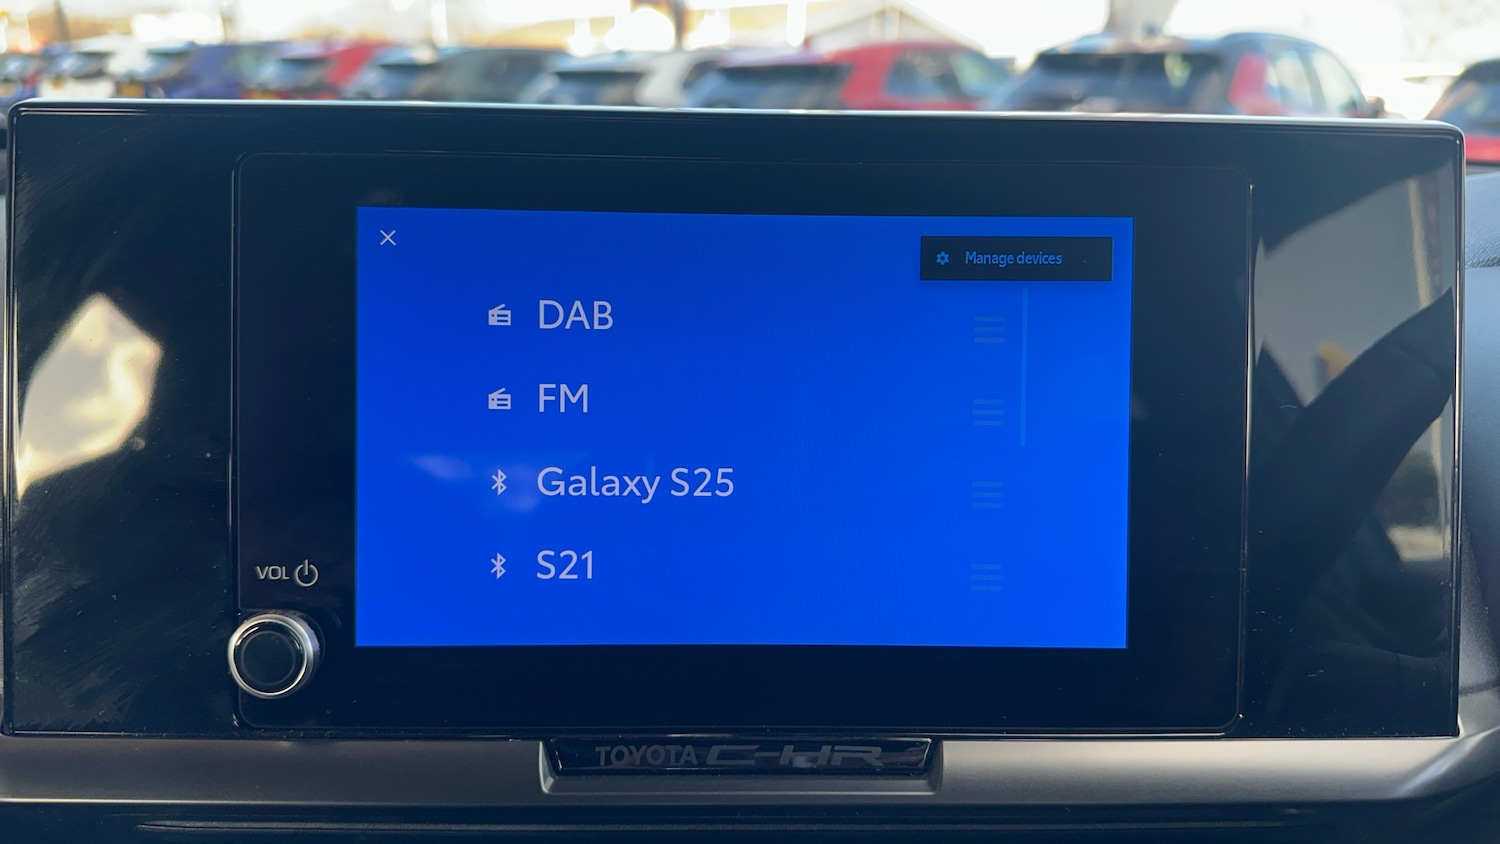 Manage devices
DAB
FM
Galaxy S25
S21
VOL
TOYOTA C-HR